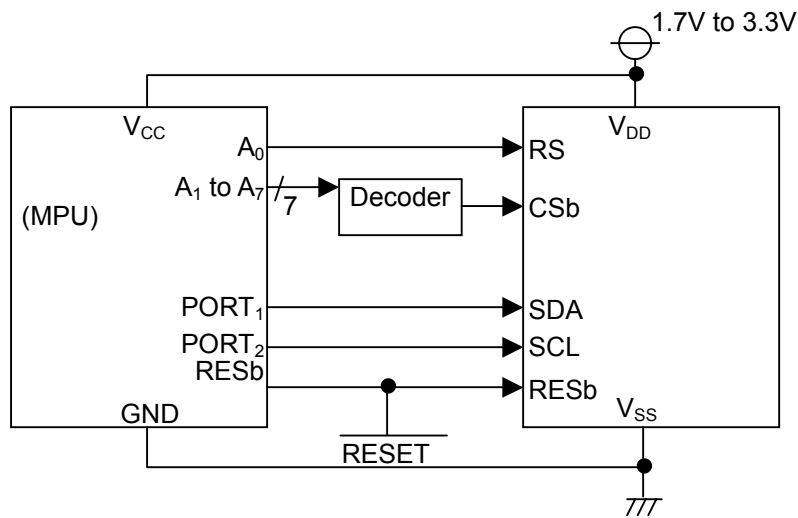 1.7V to 3.3V
VCC
VDD
A0
RS
A1 to A7
7
Decoder
(MPU)
CSb
PORT1
SDA
PORT2
SCL
RESb
RESb
GND
VSS
RESET